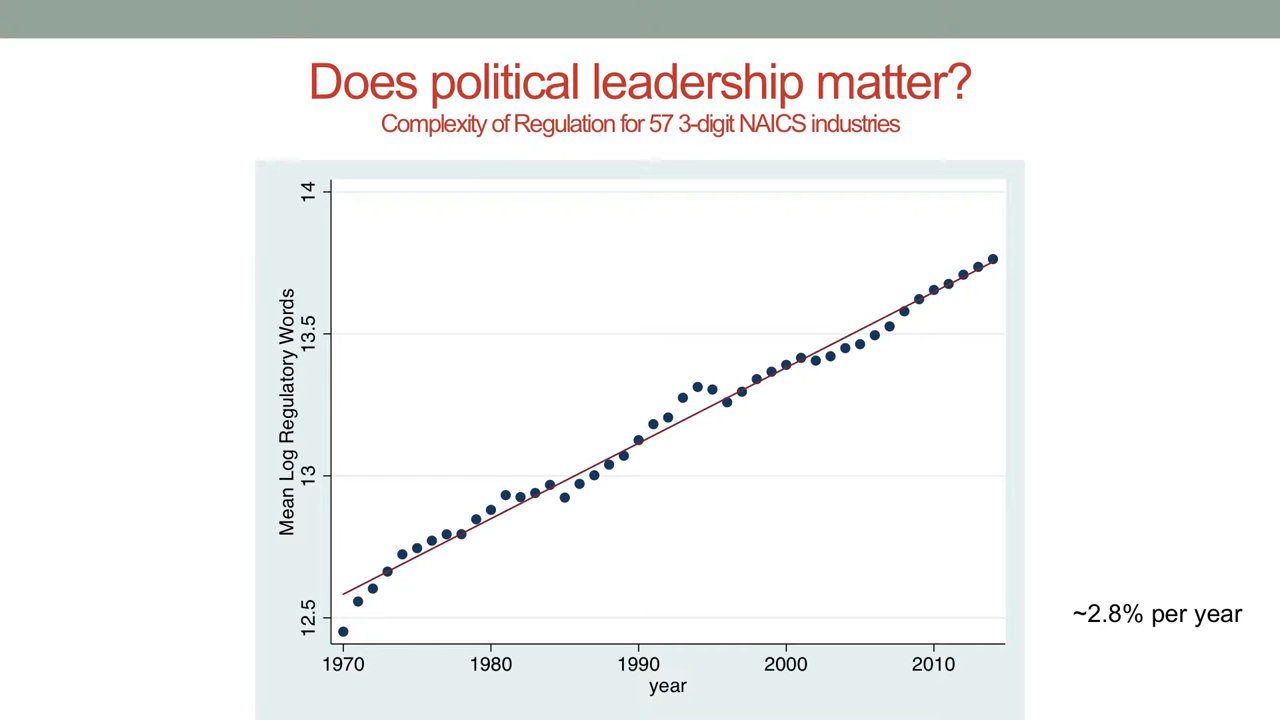 Does political leadership matter?
Complexity of Regulation for 57 3-digit NAICS industries
14
13.5
13
12.5
Mean Log Regulatory Words
1970 1980 1990 2000 2010
year
~2.8% per year